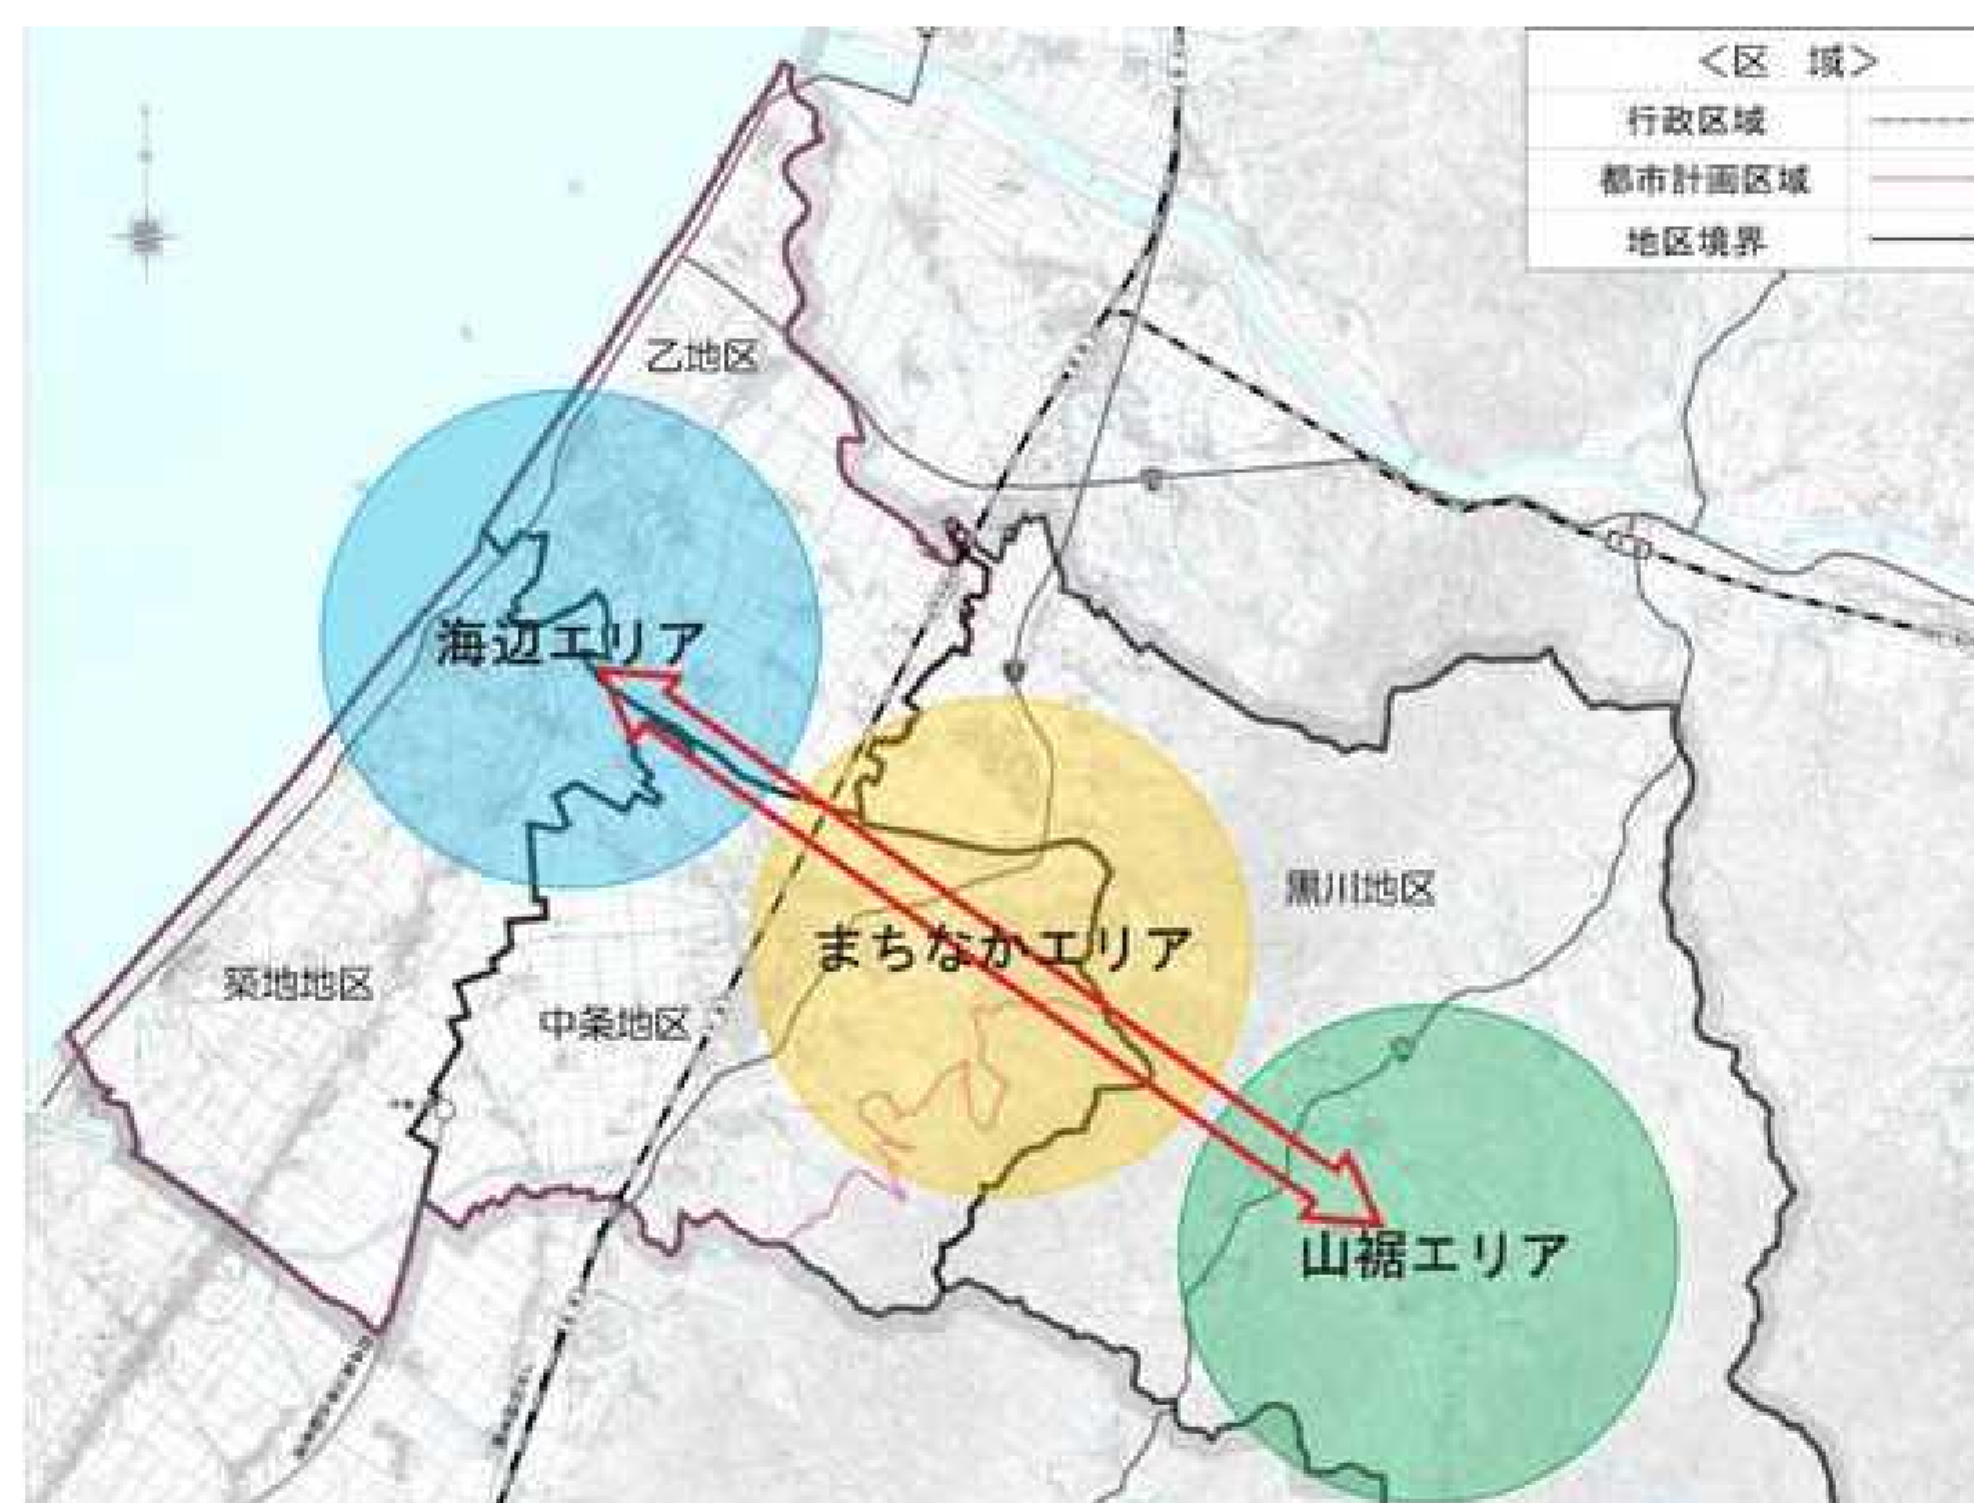 ＜区　域＞
行政区域
都市計画区域
地区境界
乙地区
海辺エリア
黒川地区
まちなかエリア
築地地区
中条地区
山裾エリア